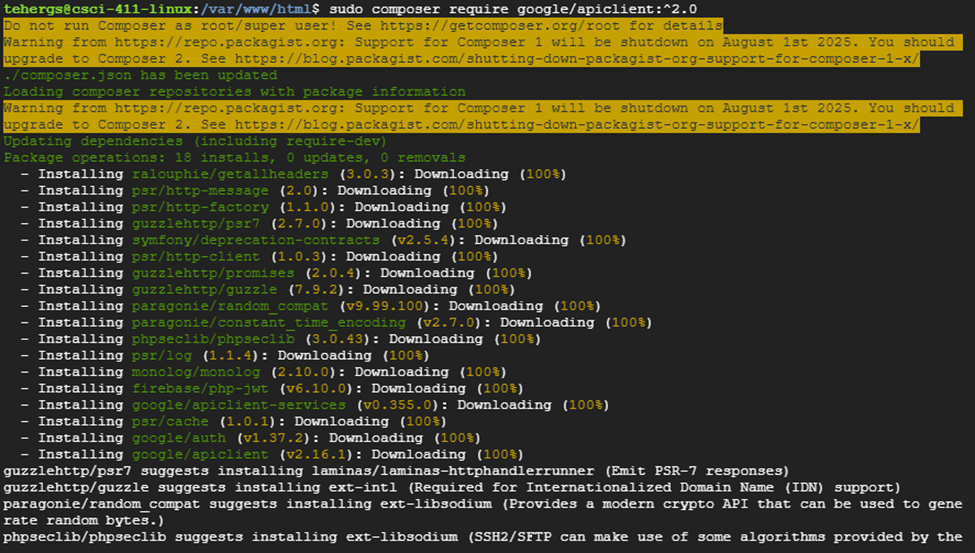 tehergs@csci-411-linux:/var/www/html$ sudo composer require google/apiclient:^2.0
Do not run Composer as root/super user! See https://getcomposer.org/root for details
Warning from https://repo.packagist.org: Support for Composer 1 will be shutdown on August 1st 2025. You should
upgrade to Composer 2. See https://blog.packagist.com/shutting-down-packagist-org-support-for-composer-1-x/
./composer.json has been updated
Loading composer repositories with package information
Warning from https://repo.packagist.org: Support for Composer 1 will be shutdown on August 1st 2025. You should
upgrade to Composer 2. See https://blog.packagist.com/shutting-down-packagist-org-support-for-composer-1-x/
Updating dependencies (including require-dev)
Package operations: 18 installs, 0 updates, 0 removals
- Installing ralouphie/getallheaders (3.0.3): Downloading (100%)
- Installing psr/http-message (2.0): Downloading (100%)
- Installing psr/http-factory (1.1.0): Downloading (100%)
- Installing guzzlehttp/psr7 (2.7.0): Downloading (100%)
- Installing symfony/deprecation-contracts (v2.5.4): Downloading (100%)
- Installing psr/http-client (1.0.3): Downloading (100%)
- Installing guzzlehttp/promises (2.0.4): Downloading (100%)
- Installing guzzlehttp/guzzle (7.9.2): Downloading (100%)
- Installing paragonie/random_compat (v9.99.100): Downloading (100%)
- Installing paragonie/constant_time_encoding (v2.7.0): Downloading (100%)
- Installing phpseclib/phpseclib (3.0.43): Downloading (100%)
- Installing psr/log (1.1.4): Downloading (100%)
- Installing monolog/monolog (2.10.0): Downloading (100%)
- Installing firebase/php-jwt (v6.10.0): Downloading (100%)
- Installing google/apiclient-services (v0.355.0): Downloading (100%)
- Installing psr/cache (1.0.1): Downloading (100%)
- Installing google/auth (v1.37.2): Downloading (100%)
- Installing google/apiclient (v2.16.1): Downloading (100%)
guzzlehttp/psr7 suggests installing laminas/laminas-httphandlerrunner (Emit PSR-7 responses)
guzzlehttp/guzzle suggests installing ext-intl (Required for Internationalized Domain Name (IDN) support)
paragonie/random_compat suggests installing ext-libsodium (Provides a modern crypto API that can be used to gene
rate random bytes.)
phpseclib/phpseclib suggests installing ext-libsodium (SSH2/SFTP can make use of some algorithms provided by the